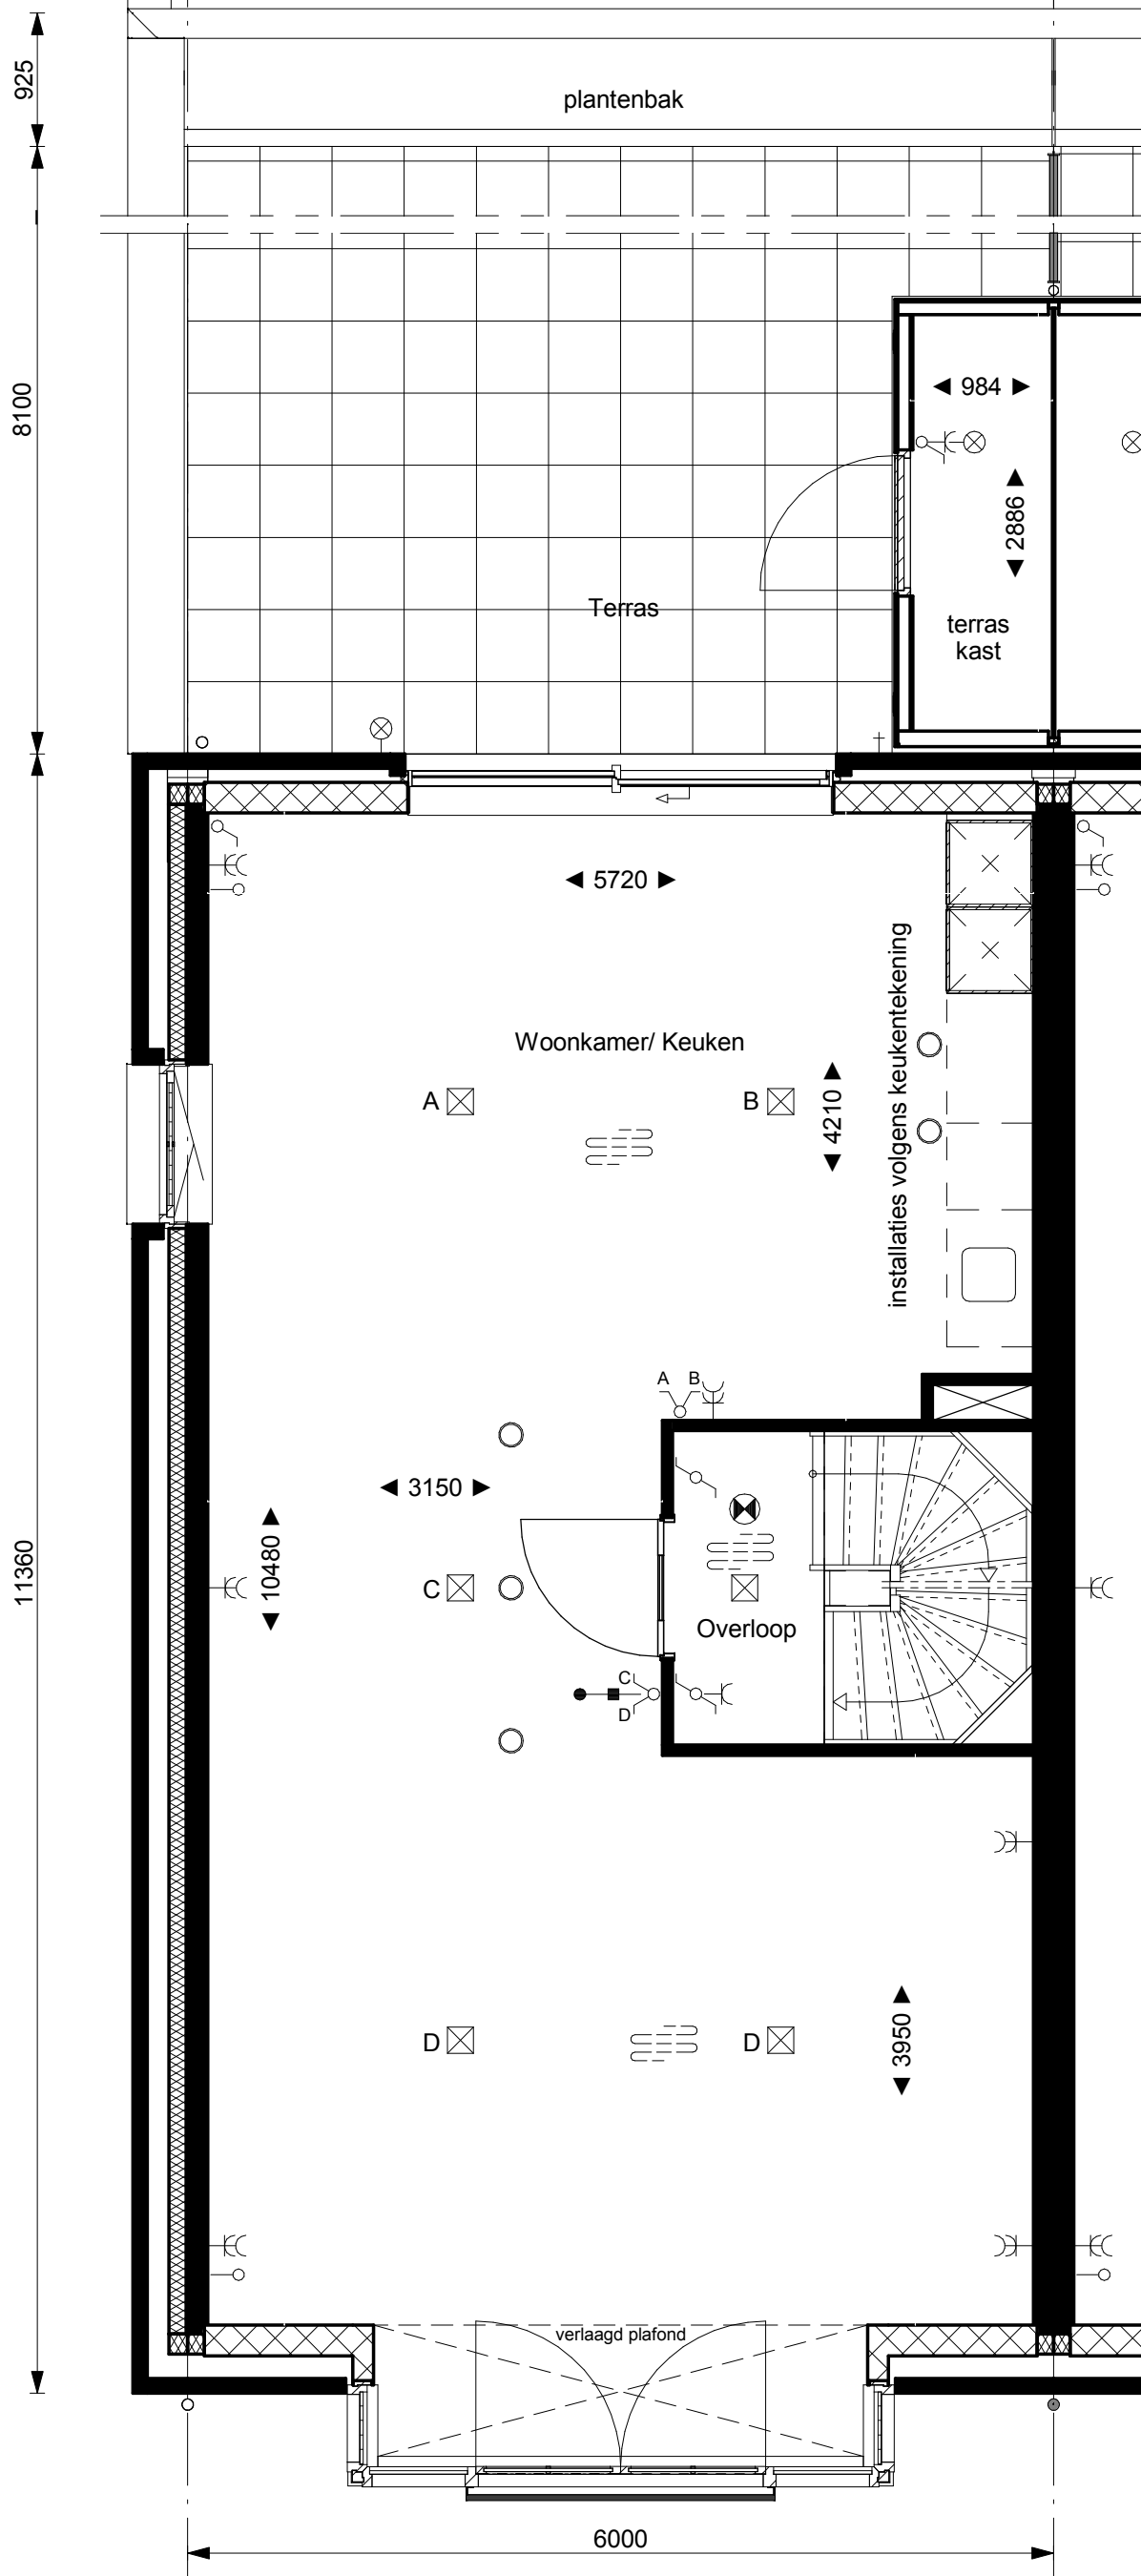 925
plantenbak
8100
984
2886
Terras
terras
kast
5720
installaties volgens keukentekening
Woonkamer/ Keuken
A
B
4210
A B
3150
11360
10480
C
Overloop
C
D
D
D
3950
verlaagd plafond
6000